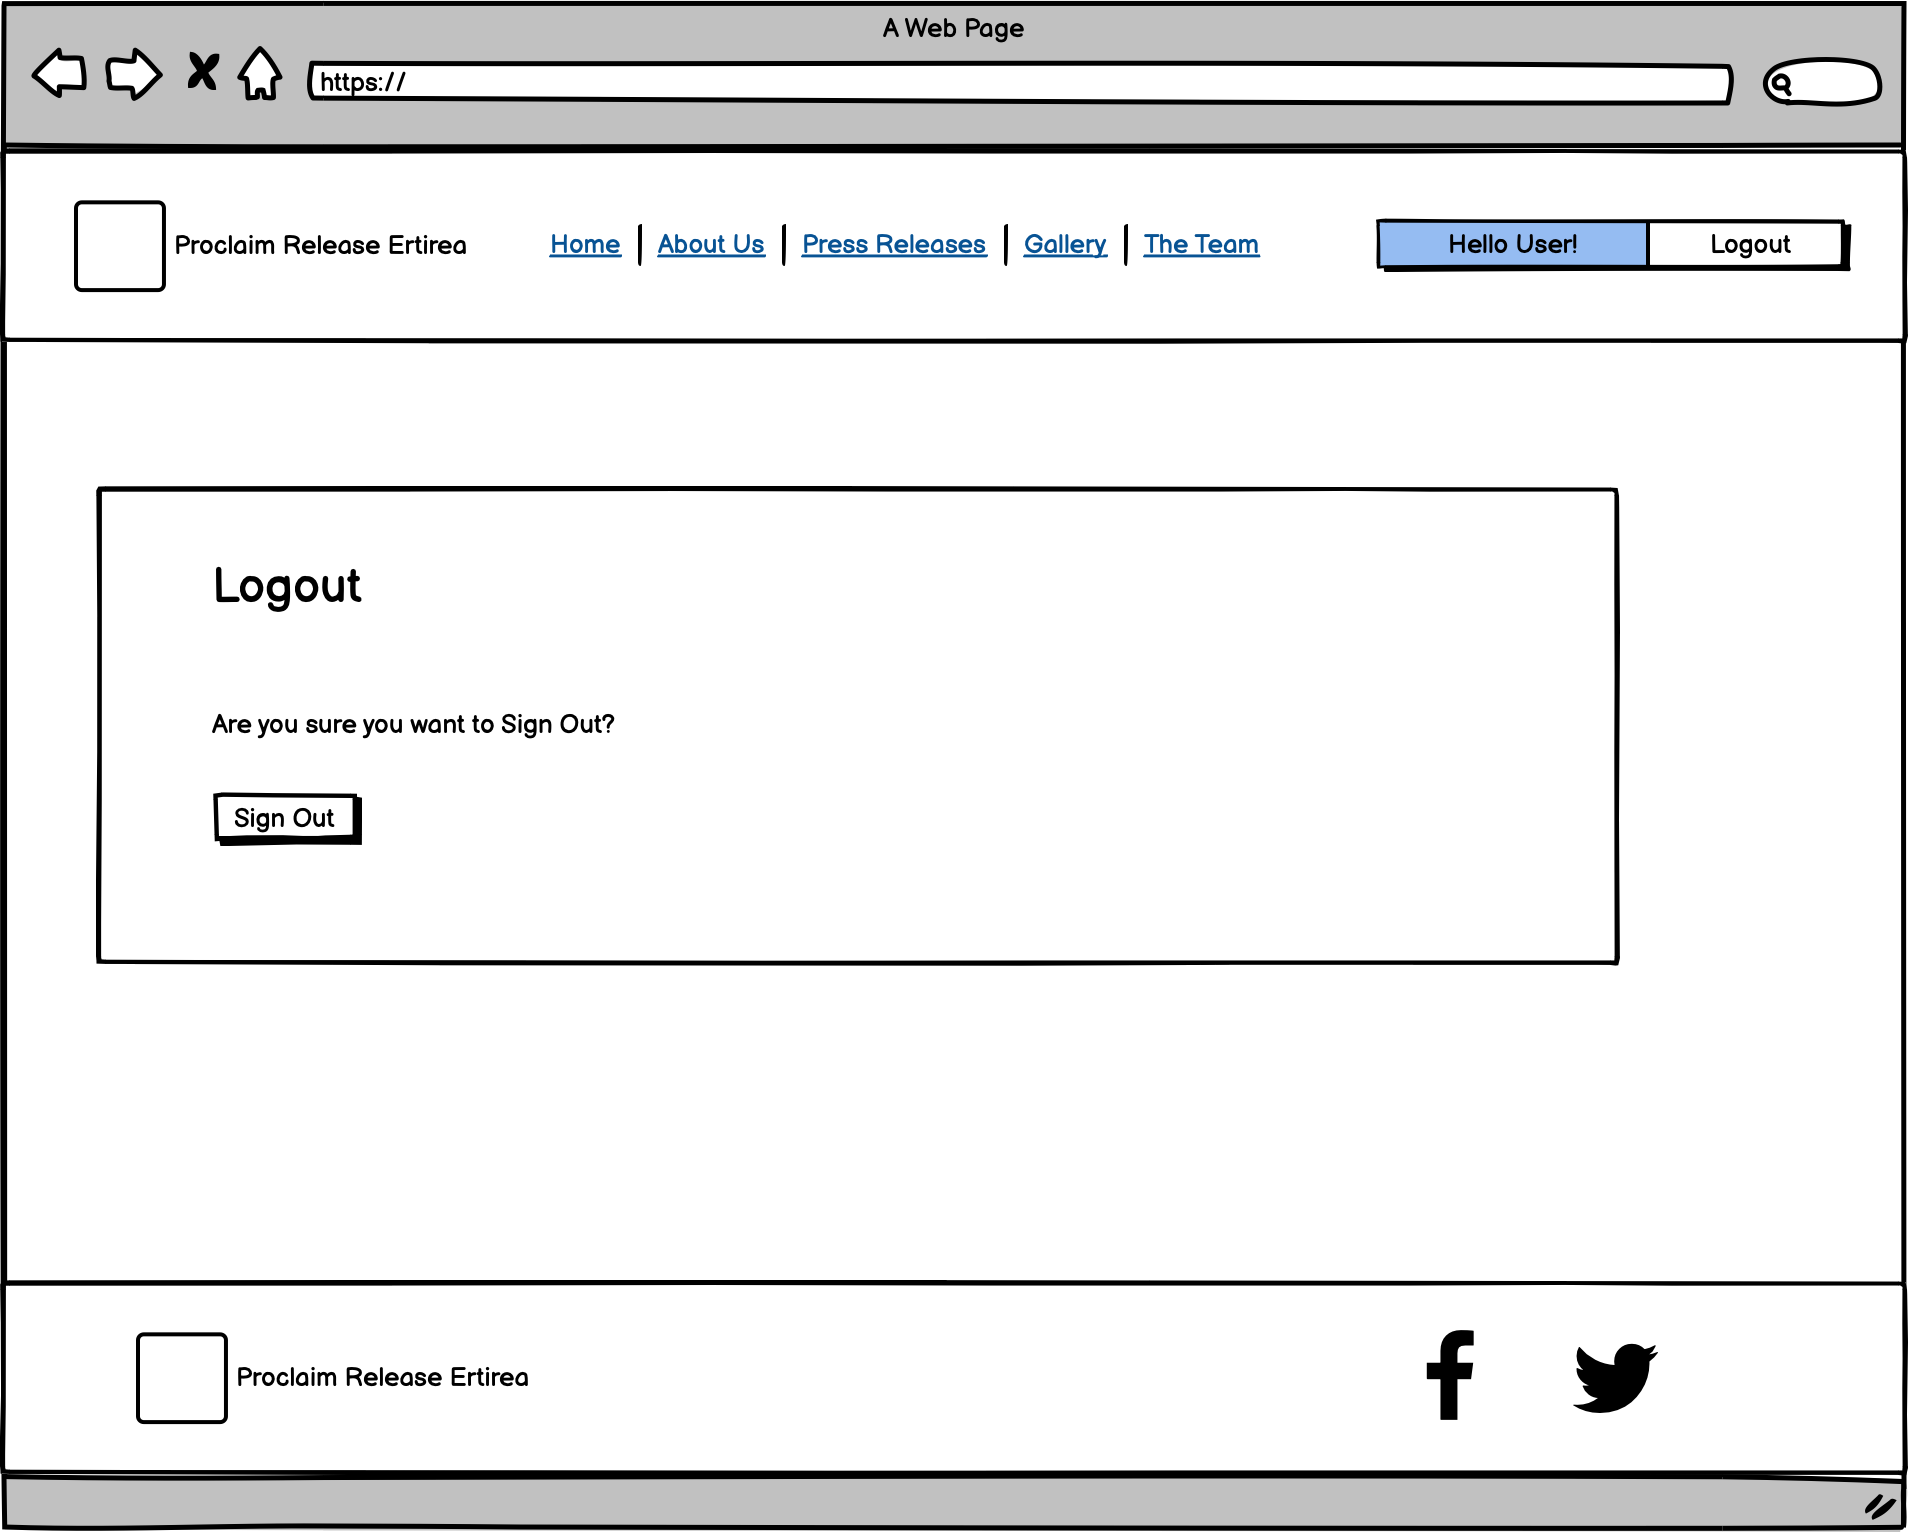 A Web Page
https://
Proclaim Release Ertirea
Home
About Us
Press Releases
Gallery
The Team
Hello User!
Logout
Logout
Are you sure you want to Sign Out?
Sign Out
Proclaim Release Ertirea